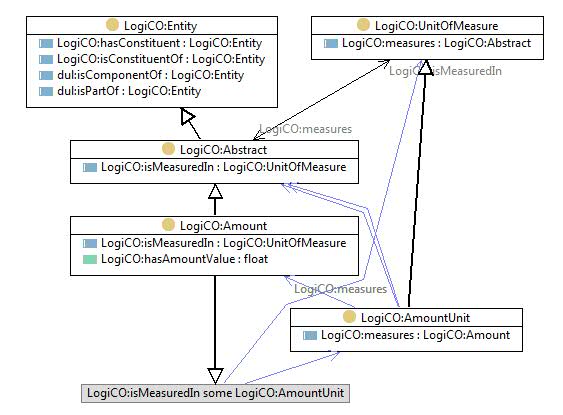 LogiCO:Entity
LogiCO:hasConstituent : LogiCO:Entity
LogiCO:isConstituentOf : LogiCO:Entity
dul:isComponentOf : LogiCO:Entity
dul:isPartOf : LogiCO:Entity
LogiCO:UnitOfMeasure
LogiCO:measures : LogiCO:Abstract
LogiCO:isMeasuredIn
LogiCO:measures
LogiCO:Abstract
LogiCO:isMeasuredIn : LogiCO:UnitOfMeasure
LogiCO:Amount
LogiCO:isMeasuredIn : LogiCO:UnitOfMeasure
LogiCO:hasAmountValue : float
LogiCO:measures
LogiCO:AmountUnit
LogiCO:measures : LogiCO:Amount
LogiCO:isMeasuredIn some LogiCO:AmountUnit